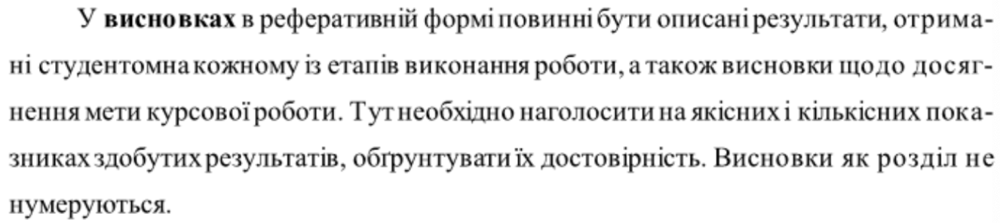 У висновках в реферативній формі повинні бути описані результати, отрима-
ні студентом на кожному із етапів виконання роботи, а також висновки щодо досяг-
нення мети курсової роботи. Тут необхідно наголосити на якісних і кількісних пока-
зниках здобутих результатів, обґрунтувати їх достовірність. Висновки як розділ не
нумеруються.